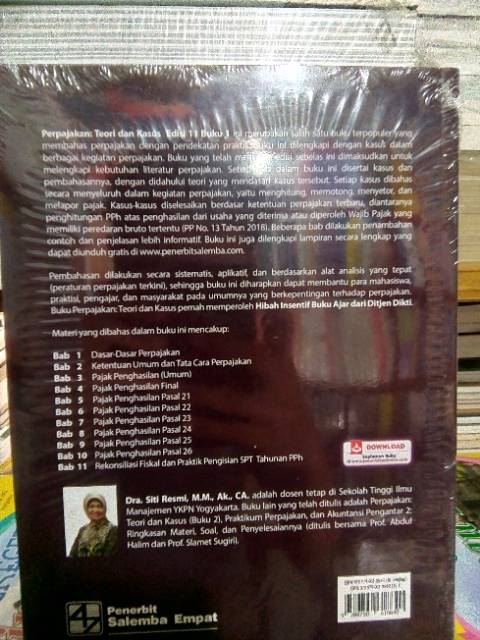 Perpajakan: Teori dan Kasus Edisi 11 Buku 1 ini merupakan salah satu buku terpopuler yang
membahas perpajakan dengan pendekatan praktis. Buku ini dilengkapi dengan kasus dalam
berbagai kegiatan perpajakan. Buku yang telah edisi sebelas ini dimaksudkan untuk
melengkapi kebutuhan literatur perpajakan. Setiap bab dalam buku ini disertai kasus dan
pembahasannya, dengan didahului teori yang mendasari kasus tersebut. Setiap kasus dibahas
secara menyeluruh dalam kegiatan perpajakan, yaitu menghitung, memotong, menyetor, dan
melapor pajak. Kasus-kasus diselesaikan berdasar ketentuan perpajakan terbaru, diantaranya
penghitungan PPh atas penghasilan dari usaha yang diterima atau diperoleh Wajib Pajak yang
memiliki peredaran bruto tertentu (PP No. 13 Tahun 2018). Beberapa bab dilakukan penambahan
contoh dan penjelasan lebih informatif. Buku ini juga dilengkapi lampiran secara lengkap yang
dapat diunduh gratis di www.penerbitsalemba.com.
Pembahasan dilakukan secara sistematis, aplikatif, dan berdasarkan alat analisis yang tepat
(peraturan perpajakan terkini), sehingga buku ini diharapkan dapat membantu para mahasiswa,
praktisi, pengajar, dan masyarakat pada umumnya yang berkepentingan terhadap perpajakan.
Buku Perpajakan: Teori dan Kasus pernah memperoleh Hibah Insentif Buku Ajar dari Ditjen Dikti.
Materi yang dibahas dalam buku ini mencakup:
Bab 1 Dasar-Dasar Perpajakan
Bab 2 Ketentuan Umum dan Tata Cara Perpajakan
Bab 3 Pajak Penghasilan (Umum)
Bab 4 Pajak Penghasilan Final
Bab 5 Pajak Penghasilan Pasal 21
Bab 6 Pajak Penghasilan Pasal 22
Bab 7 Pajak Penghasilan Pasal 23
Bab 8 Pajak Penghasilan Pasal 24
Bab 9 Pajak Penghasilan Pasal 25
Bab 10 Pajak Penghasilan Pasal 26
Bab 11 Rekonsiliasi Fiskal dan Praktik Pengisian SPT Tahunan PPh
DOWNLOAD
Dra. Siti Resmi, M.M., Ak., CA. adalah dosen tetap di Sekolah Tinggi Ilmu
Manajemen YKPN Yogyakarta. Buku lain yang telah ditulis adalah Perpajakan:
Teori dan Kasus (Buku 2), Praktikum Perpajakan, dan Akuntansi Pengantar 2:
Ringkasan Materi, Soal, dan Penyelesaiannya (ditulis bersama Prof. Abdul
Halim dan Prof. Slamet Sugiri).
Penerbit
Salemba Empat